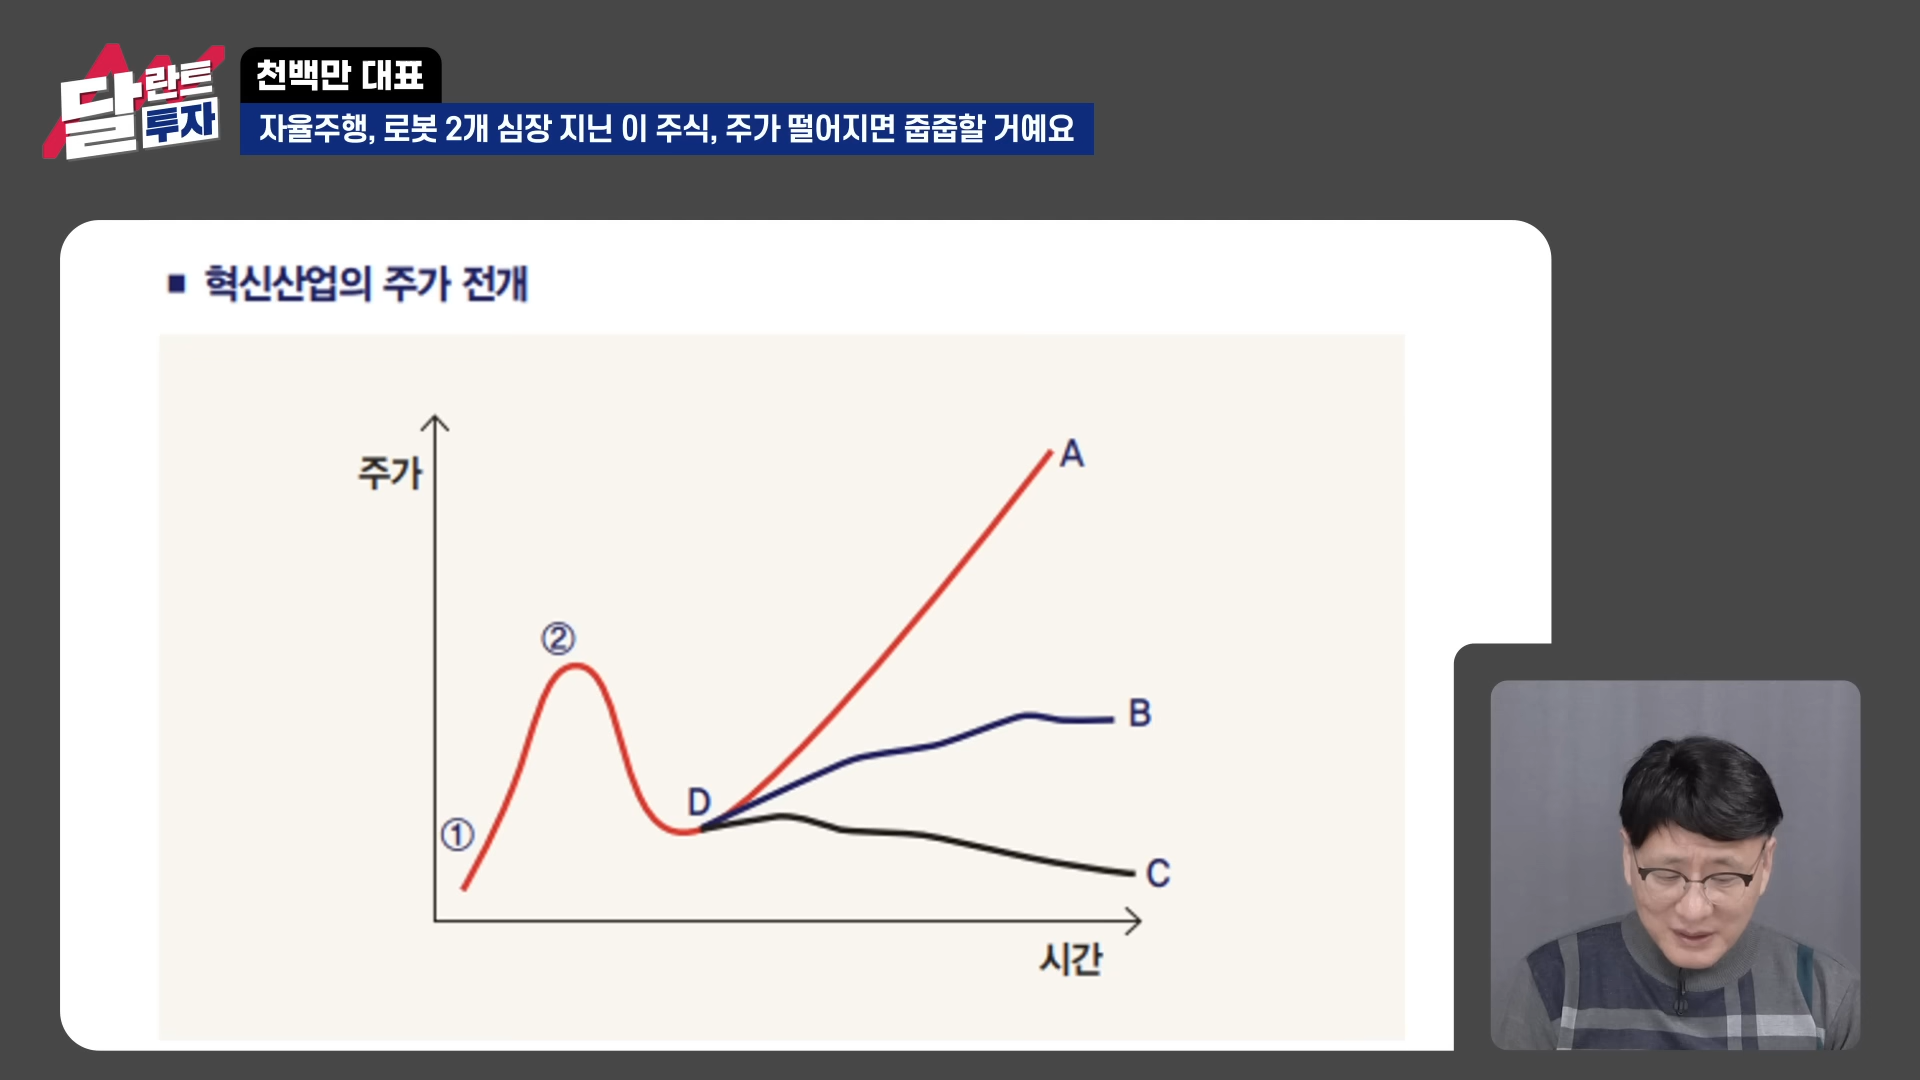 달란트투자
천백만 대표
자율주행, 로봇 2개 심장 지닌 이 주식, 주가 떨어지면 줍줍할 거예요
■ 혁신산업의 주가 전개
주가
A
②
B
D
①
C
시간